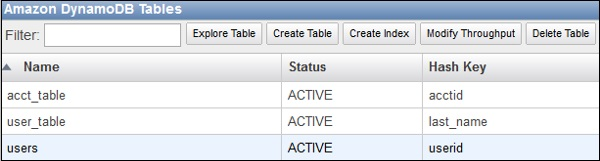 Amazon DynamoDB Tables
Filter: Explore Table Create Table Create Index Modify Throughput Delete Table
Name Status Hash Key
acct_table ACTIVE acctid
user_table ACTIVE last_name
users ACTIVE userid